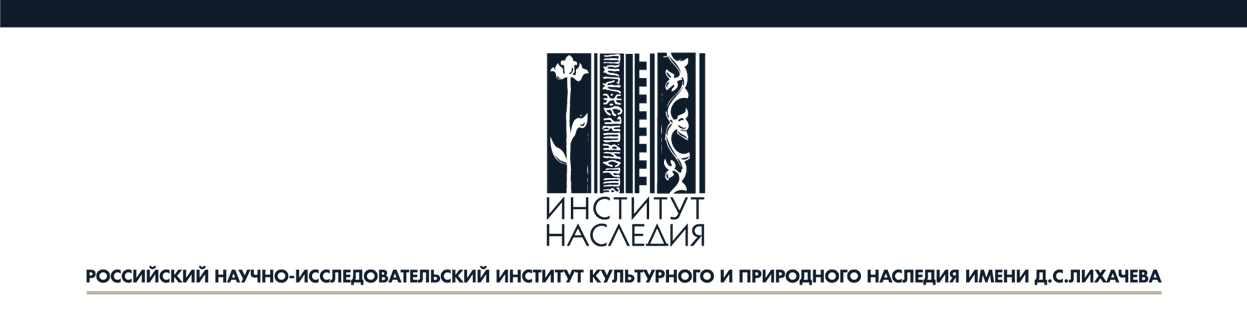 ИНСТИТУТ
НАСЛЕДИЯ
РОССИЙСКИЙ НАУЧНО-ИССЛЕДОВАТЕЛЬСКИЙ ИНСТИТУТ КУЛЬТУРНОГО И ПРИРОДНОГО НАСЛЕДИЯ ИМЕНИ Д.С.ЛИХАЧЕВА